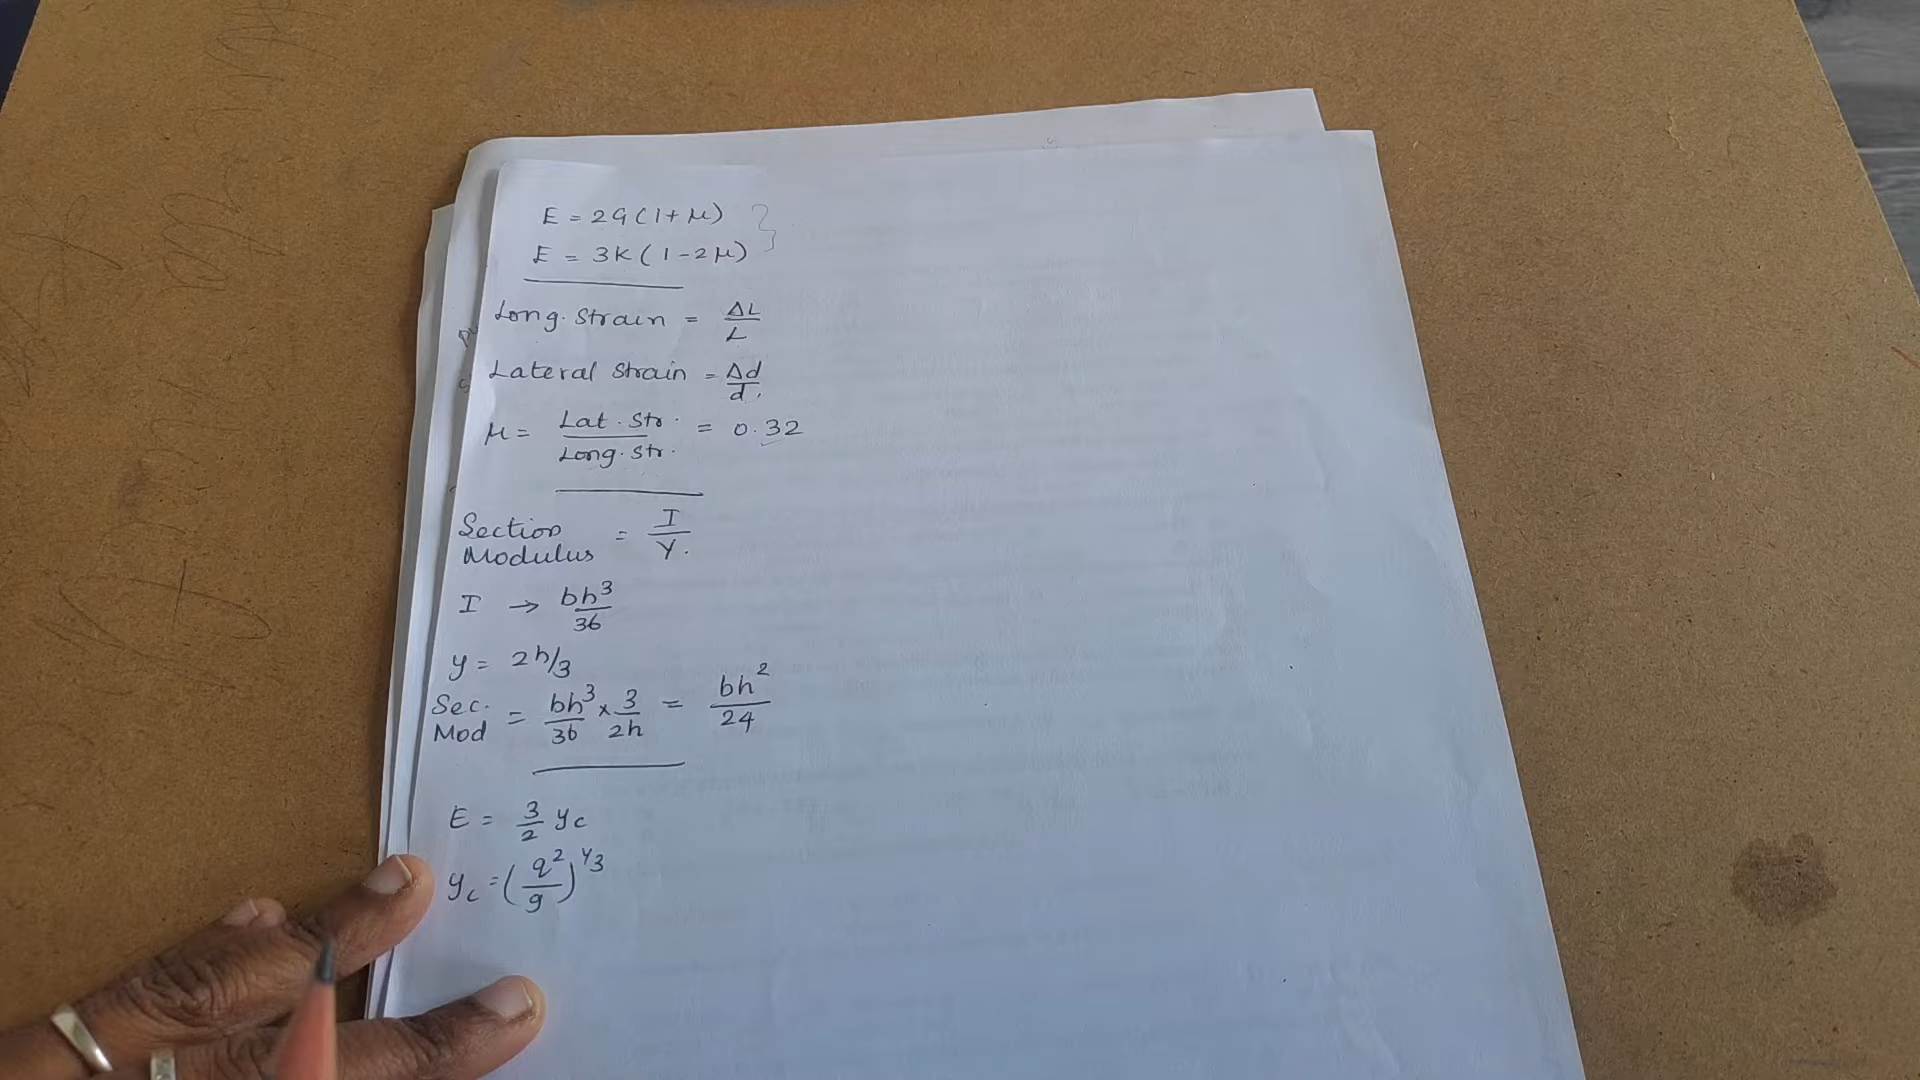 E = 2G(1+μ)
E = 3K(1-2μ)
Long. Strain = ΔL/L
Lateral Strain = Δd/d.
μ = Lat. Str./Long. Str. = 0.32
Section Modulus = I/Y.
I → bh³/36
y = 2h/3
Sec. Mod = bh³/36 × 3/2h = bh²/24
E = 3/2 yc
yc = (q²/g)^1/3